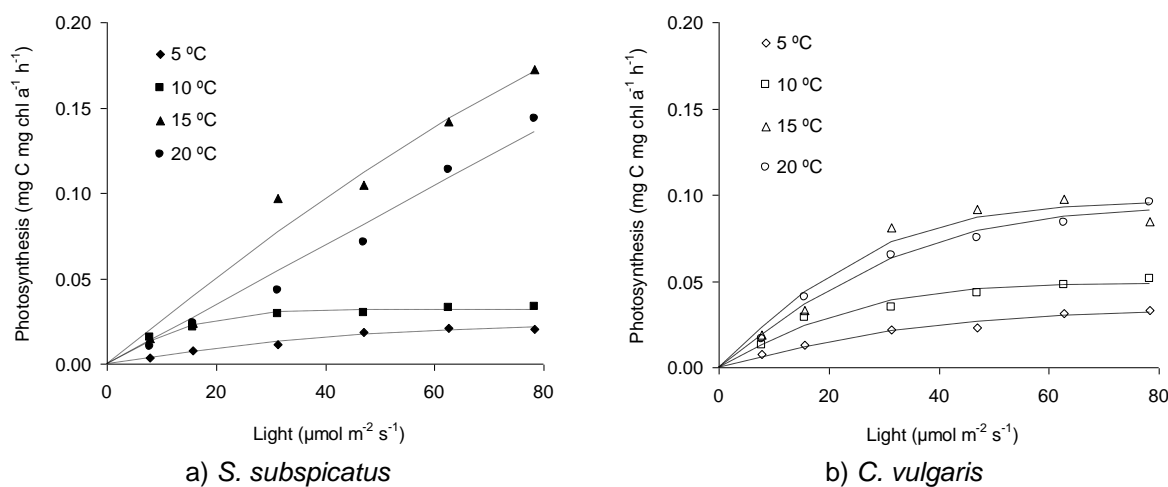 0.20
0.15
0.10
0.05
0.00
Photosynthesis (mg C mg chl a⁻¹ h⁻¹)
5 ºC
10 ºC
15 ºC
20 ºC
0 20 40 60 80
Light (µmol m⁻² s⁻¹)
a) S. subspicatus
0.20
0.15
0.10
0.05
0.00
Photosynthesis (mg C mg chl a⁻¹ h⁻¹)
5 ºC
10 ºC
15 ºC
20 ºC
0 20 40 60 80
Light (µmol m⁻² s⁻¹)
b) C. vulgaris